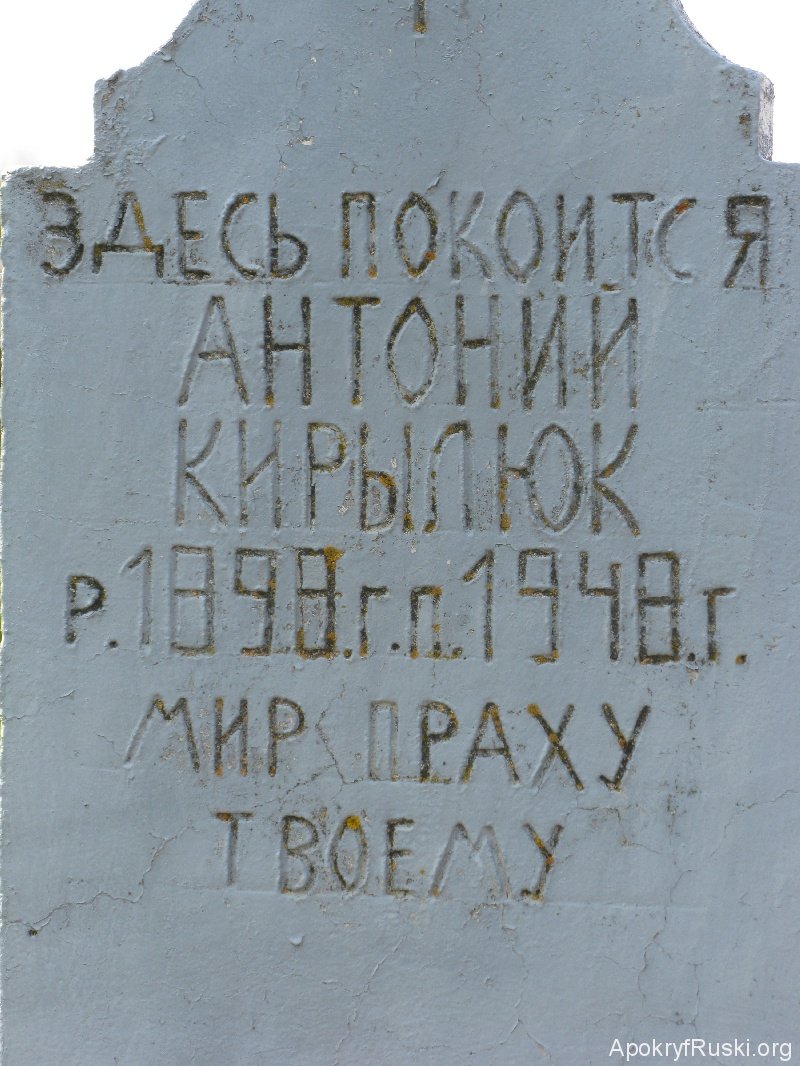 ЗДЕСЬ ПОКОИТСЯ
АНТОНИЙ
КИРЫЛЮК
р. 1898.г.п.1948.г.
МИР ПРАХУ
ТВОЕМУ
ApokryfRuski.org